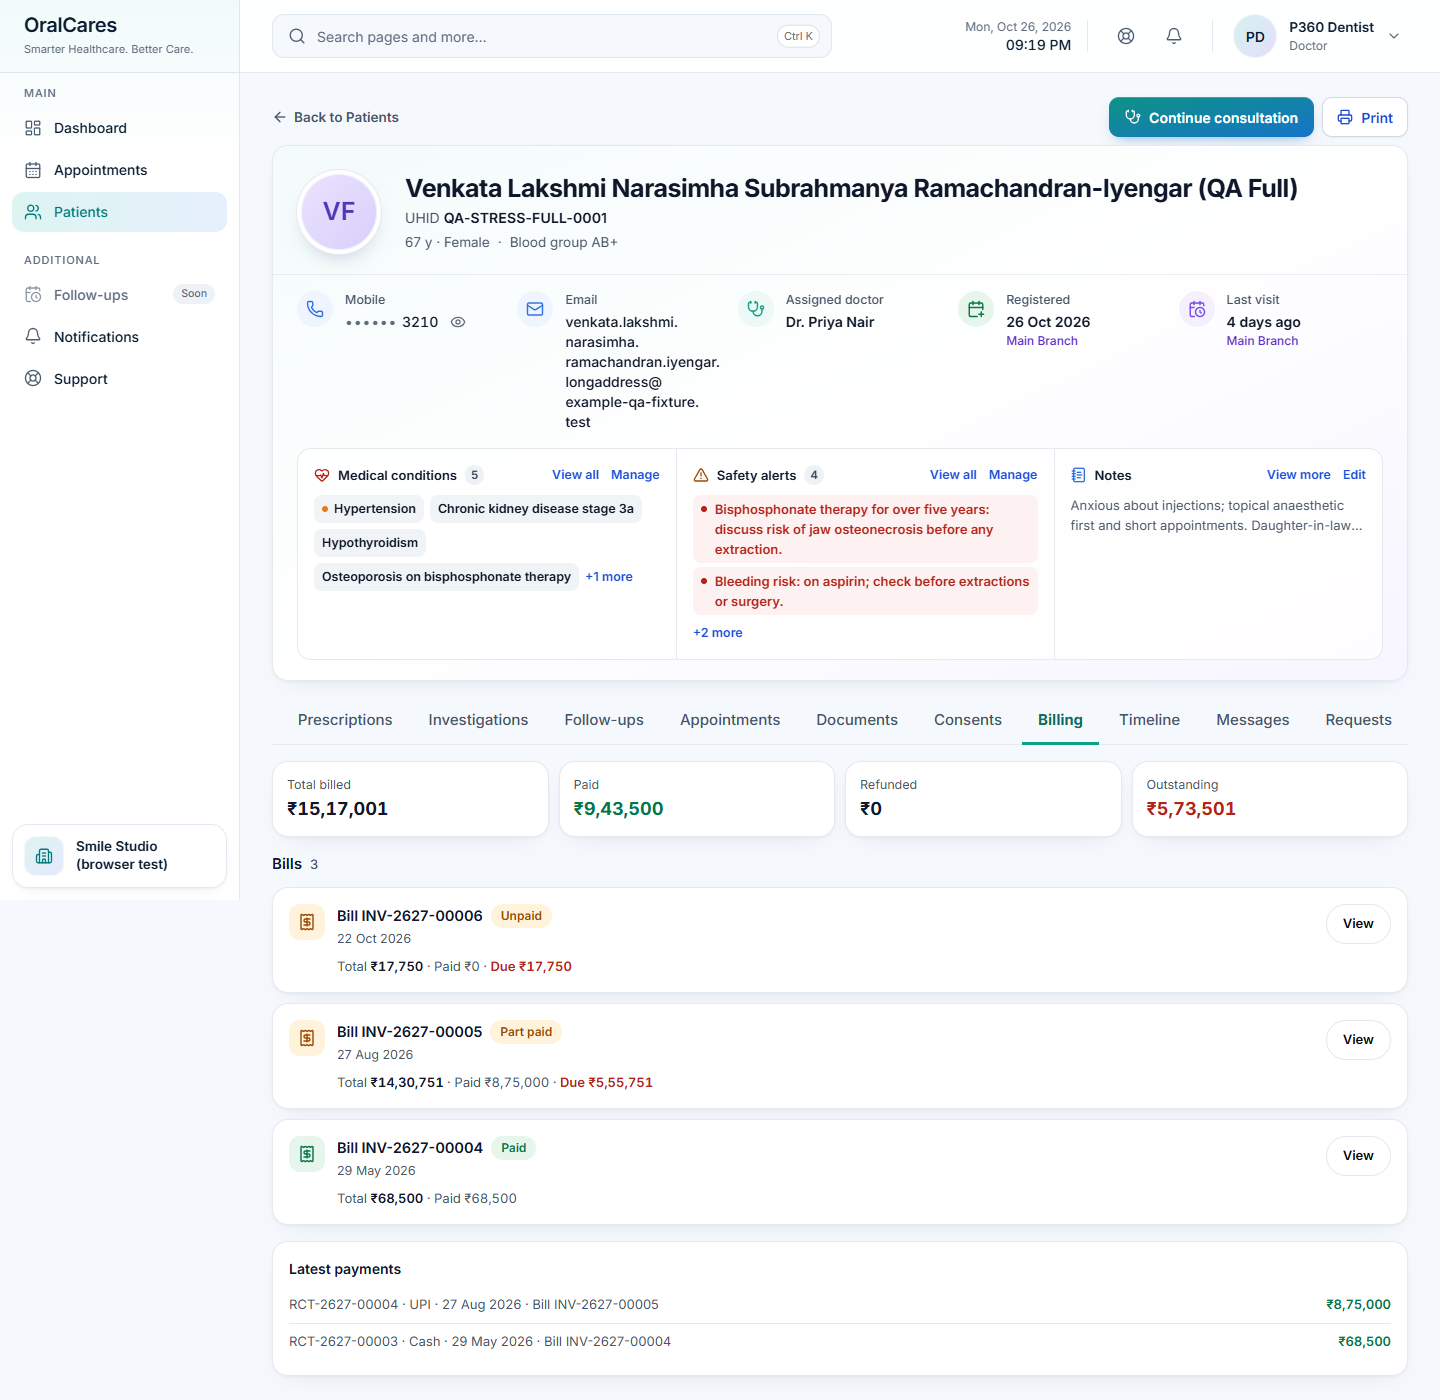 OralCares
Smarter Healthcare. Better Care.
Search pages and more...
Ctrl K
Mon, Oct 26, 2026
09:19 PM
PD
P360 Dentist
Doctor
MAIN
Dashboard
Appointments
Patients
ADDITIONAL
Follow-ups
Soon
Notifications
Support
Smile Studio
(browser test)
Back to Patients
Continue consultation
Print
VF
Venkata Lakshmi Narasimha Subrahmanya Ramachandran-Iyengar (QA Full)
UHID QA-STRESS-FULL-0001
67 y · Female · Blood group AB+
Mobile
•••••• 3210
Email
venkata.lakshmi.
narasimha.
ramachandran.iyengar.
longaddress@
example-qa-fixture.
test
Assigned doctor
Dr. Priya Nair
Registered
26 Oct 2026
Main Branch
Last visit
4 days ago
Main Branch
Medical conditions 5
View all Manage
Hypertension
Chronic kidney disease stage 3a
Hypothyroidism
Osteoporosis on bisphosphonate therapy
+1 more
Safety alerts 4
View all Manage
Bisphosphonate therapy for over five years:
discuss risk of jaw osteonecrosis before any
extraction.
Bleeding risk: on aspirin; check before extractions
or surgery.
+2 more
Notes
View more Edit
Anxious about injections; topical anaesthetic
first and short appointments. Daughter-in-law...
Prescriptions Investigations Follow-ups Appointments Documents Consents Billing Timeline Messages Requests
Total billed
₹15,17,001
Paid
₹9,43,500
Refunded
₹0
Outstanding
₹5,73,501
Bills 3
Bill INV-2627-00006 Unpaid
22 Oct 2026
Total ₹17,750 · Paid ₹0 · Due ₹17,750
View
Bill INV-2627-00005 Part paid
27 Aug 2026
Total ₹14,30,751 · Paid ₹8,75,000 · Due ₹5,55,751
View
Bill INV-2627-00004 Paid
29 May 2026
Total ₹68,500 · Paid ₹68,500
View
Latest payments
RCT-2627-00004 · UPI · 27 Aug 2026 · Bill INV-2627-00005 ₹8,75,000
RCT-2627-00003 · Cash · 29 May 2026 · Bill INV-2627-00004 ₹68,500